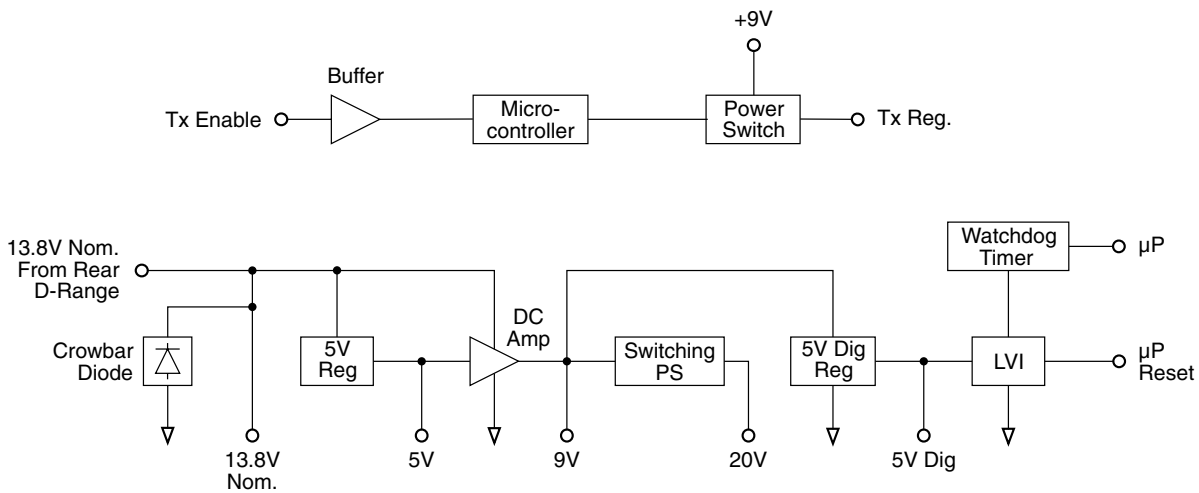 +9V
Buffer
Tx Enable
Micro-
controller
Power
Switch
Tx Reg.
13.8V Nom.
From Rear
D-Range
Watchdog
Timer
µP
Crowbar
Diode
5V
Reg
DC
Amp
Switching
PS
5V Dig
Reg
LVI
µP
Reset
13.8V
Nom.
5V
9V
20V
5V Dig